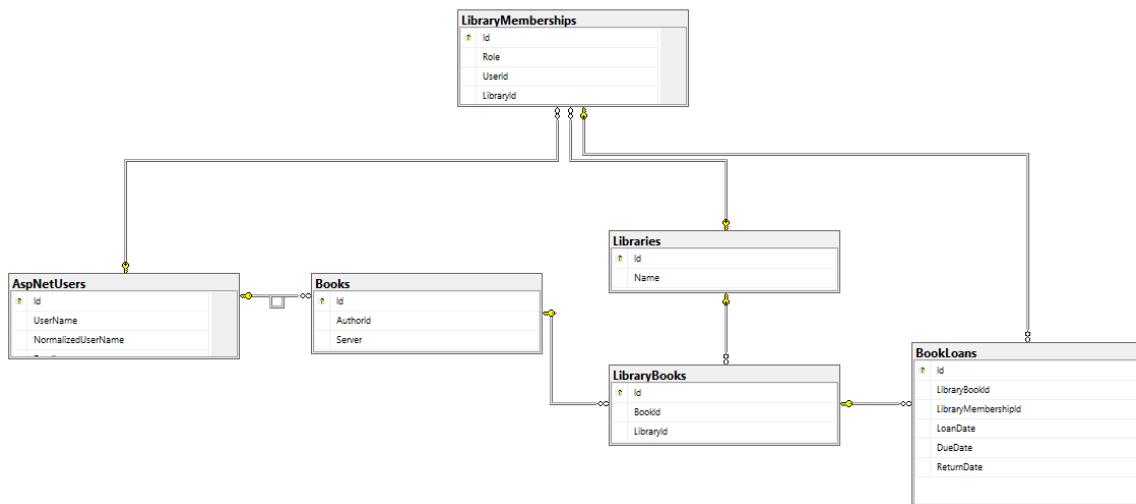 LibraryMemberships
Id
Role
UserId
LibraryId
Libraries
Id
Name
AspNetUsers
Id
UserName
NormalizedUserName
Books
Id
AuthorId
Server
LibraryBooks
Id
BookId
LibraryId
BookLoans
Id
LibraryBookId
LibraryMembershipId
LoanDate
DueDate
ReturnDate